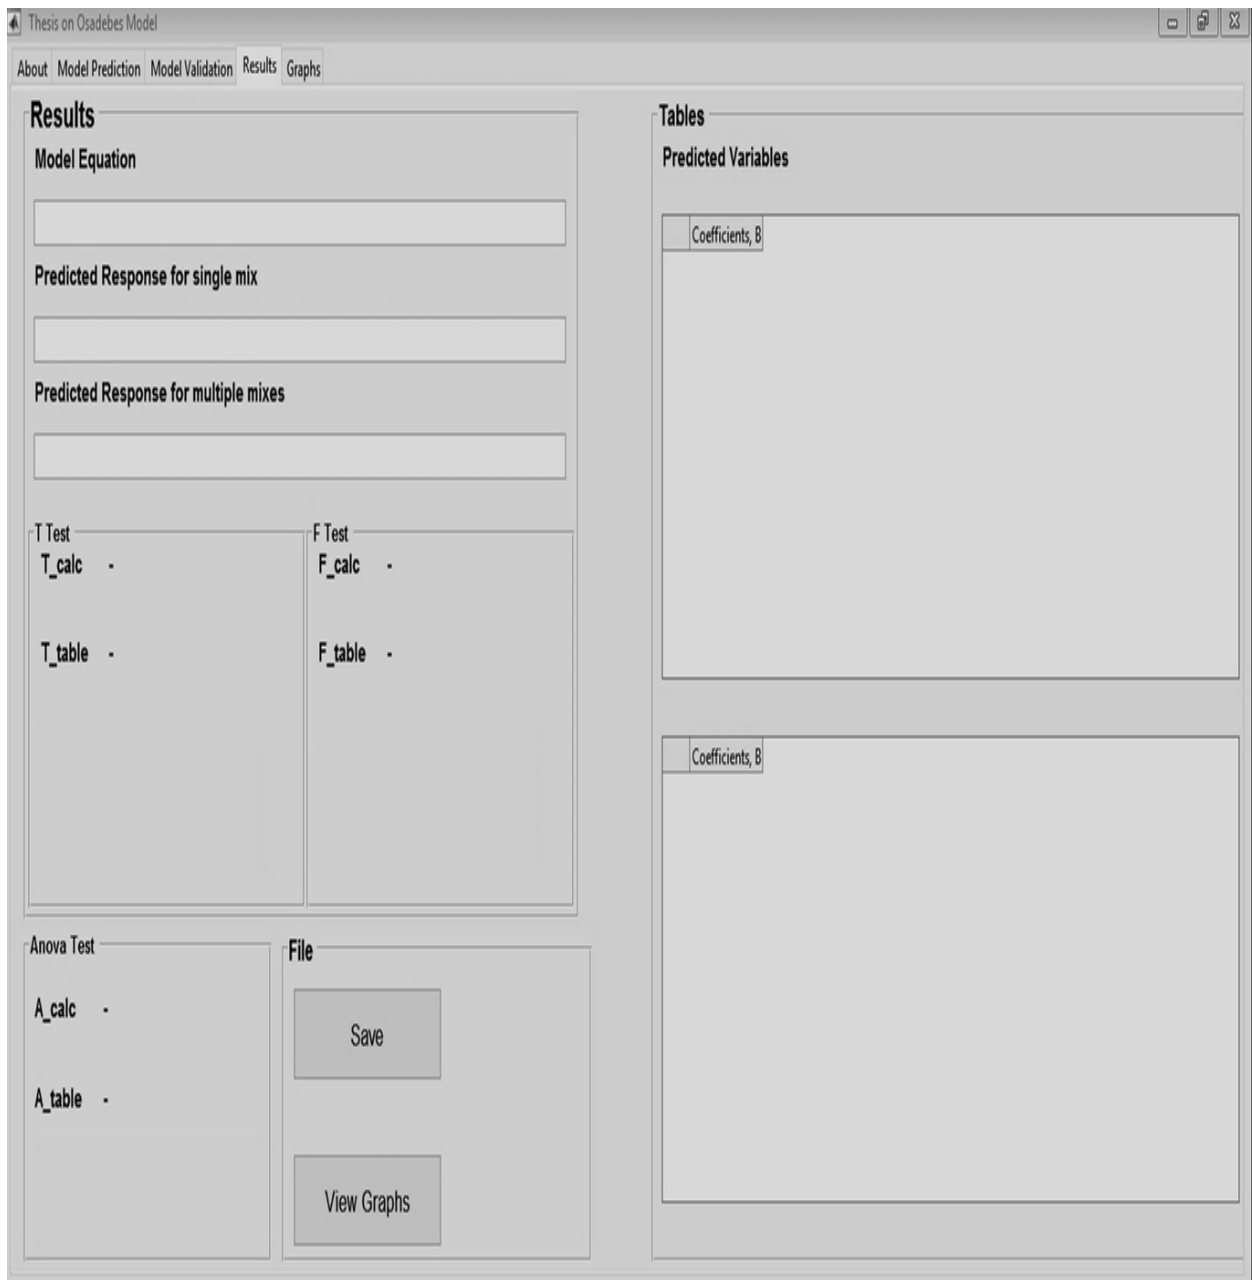 Thesis on Osadebes Model
About Model Prediction Model Validation Results Graphs
Results
Model Equation
Predicted Response for single mix
Predicted Response for multiple mixes
T Test
T_calc -
T_table -
F Test
F_calc -
F_table -
Anova Test
A_calc -
A_table -
File
Save
View Graphs
Tables
Predicted Variables
Coefficients, B
Coefficients, B